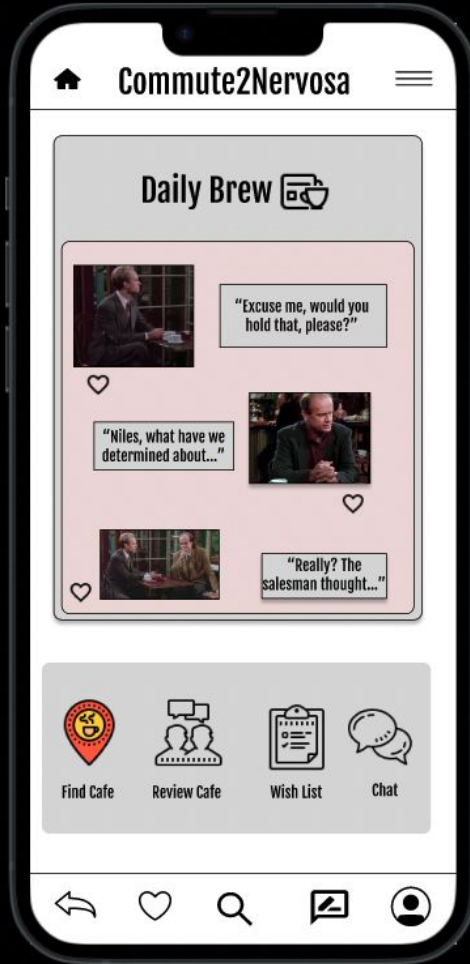 Commute2Nervosa
Daily Brew
“Excuse me, would you
hold that, please?”
“Niles, what have we
determined about...”
“Really? The
salesman thought...”
Find Cafe
Review Cafe
Wish List
Chat